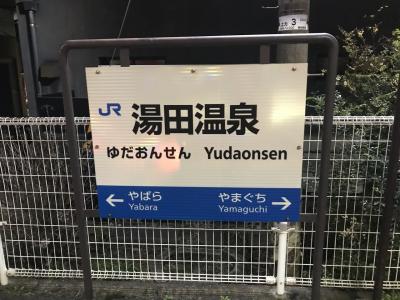 3
JR
湯田温泉
ゆだおんせん Yudaonsen
← やばら やまぐち →
Yabara Yamaguchi